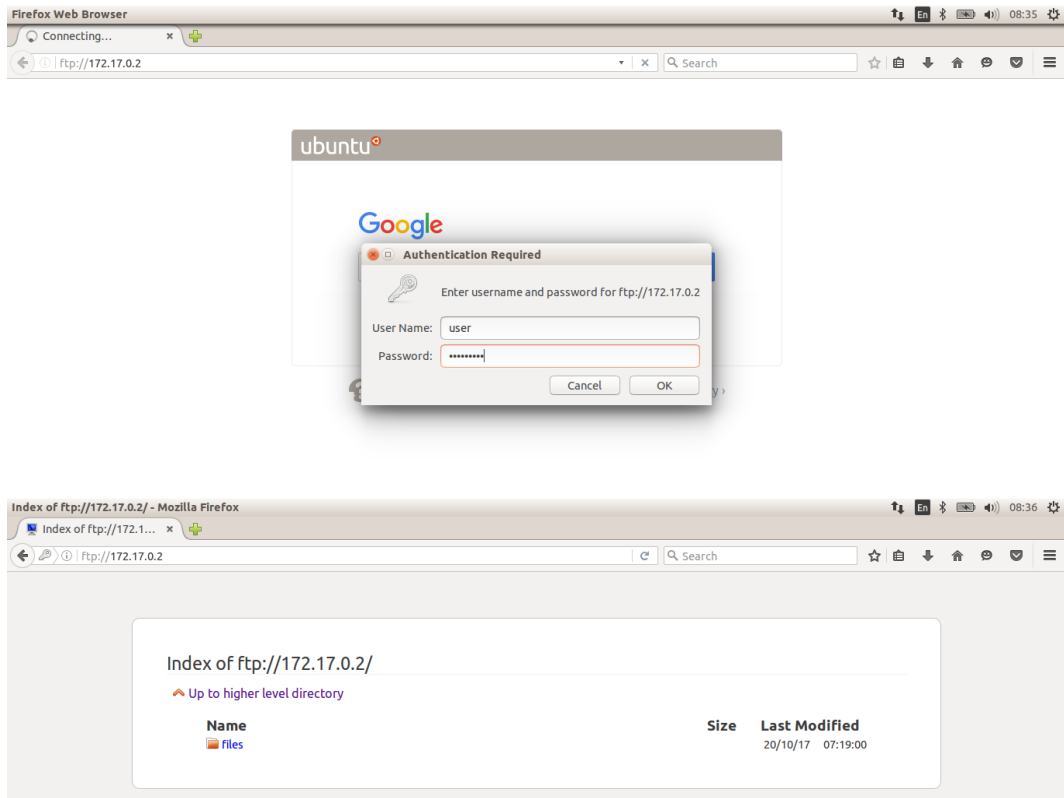 Firefox Web Browser
En
08:35
Connecting...
ftp://172.17.0.2
Search
ubuntu
Google
Authentication Required
Enter username and password for ftp://172.17.0.2
User Name: user
Password: •••••••••
Cancel OK
y ›
Index of ftp://172.17.0.2/ - Mozilla Firefox
En
08:36
Index of ftp://172.1...
ftp://172.17.0.2
Search
Index of ftp://172.17.0.2/
Up to higher level directory
Name Size Last Modified
files 20/10/17 07:19:00